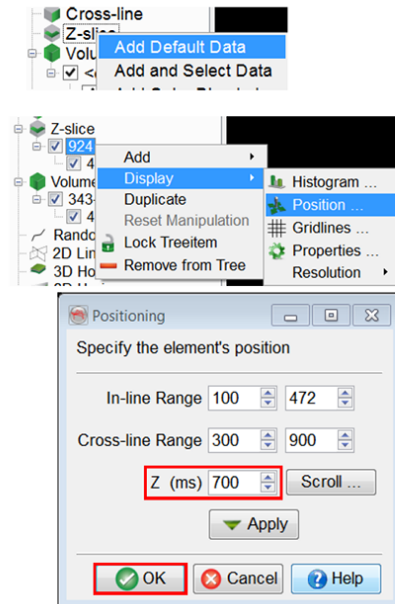 Cross-line
Z-slice
Add Default Data
Volu
Add and Select Data
Z-slice
924
Add
4
Display
Histogram ...
Volume
Duplicate
Position ...
343-
Reset Manipulation
Gridlines ...
4
Lock Treeitem
Properties ...
Rando
2D Lin
Remove from Tree
Resolution
3D Ho
Positioning
Specify the element's position
In-line Range 100 472
Cross-line Range 300 900
Z (ms) 700 Scroll ...
Apply
OK Cancel Help